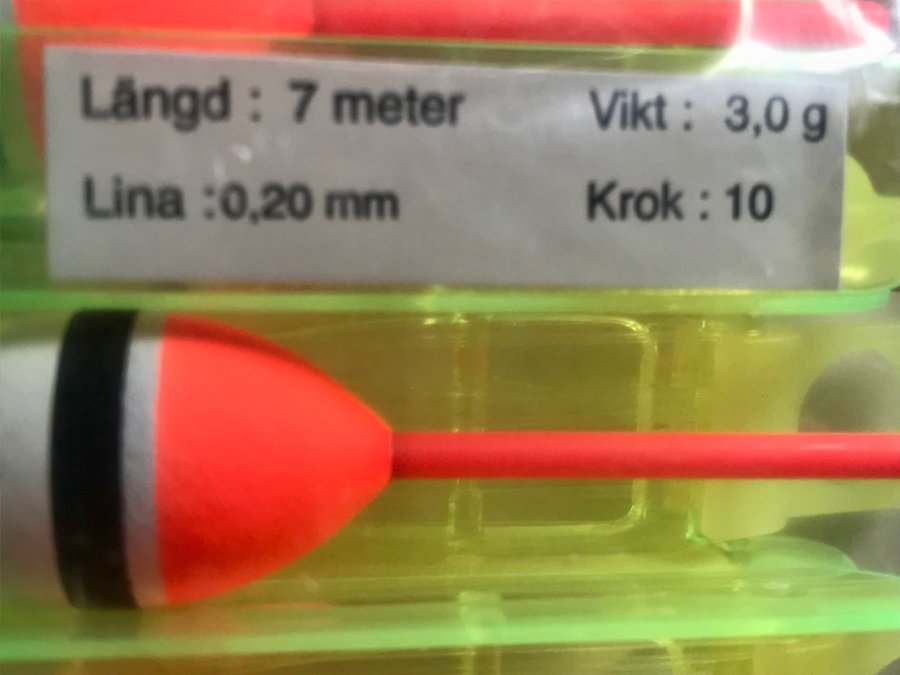 Längd : 7 meter Vikt : 3,0 g
Lina :0,20 mm Krok : 10